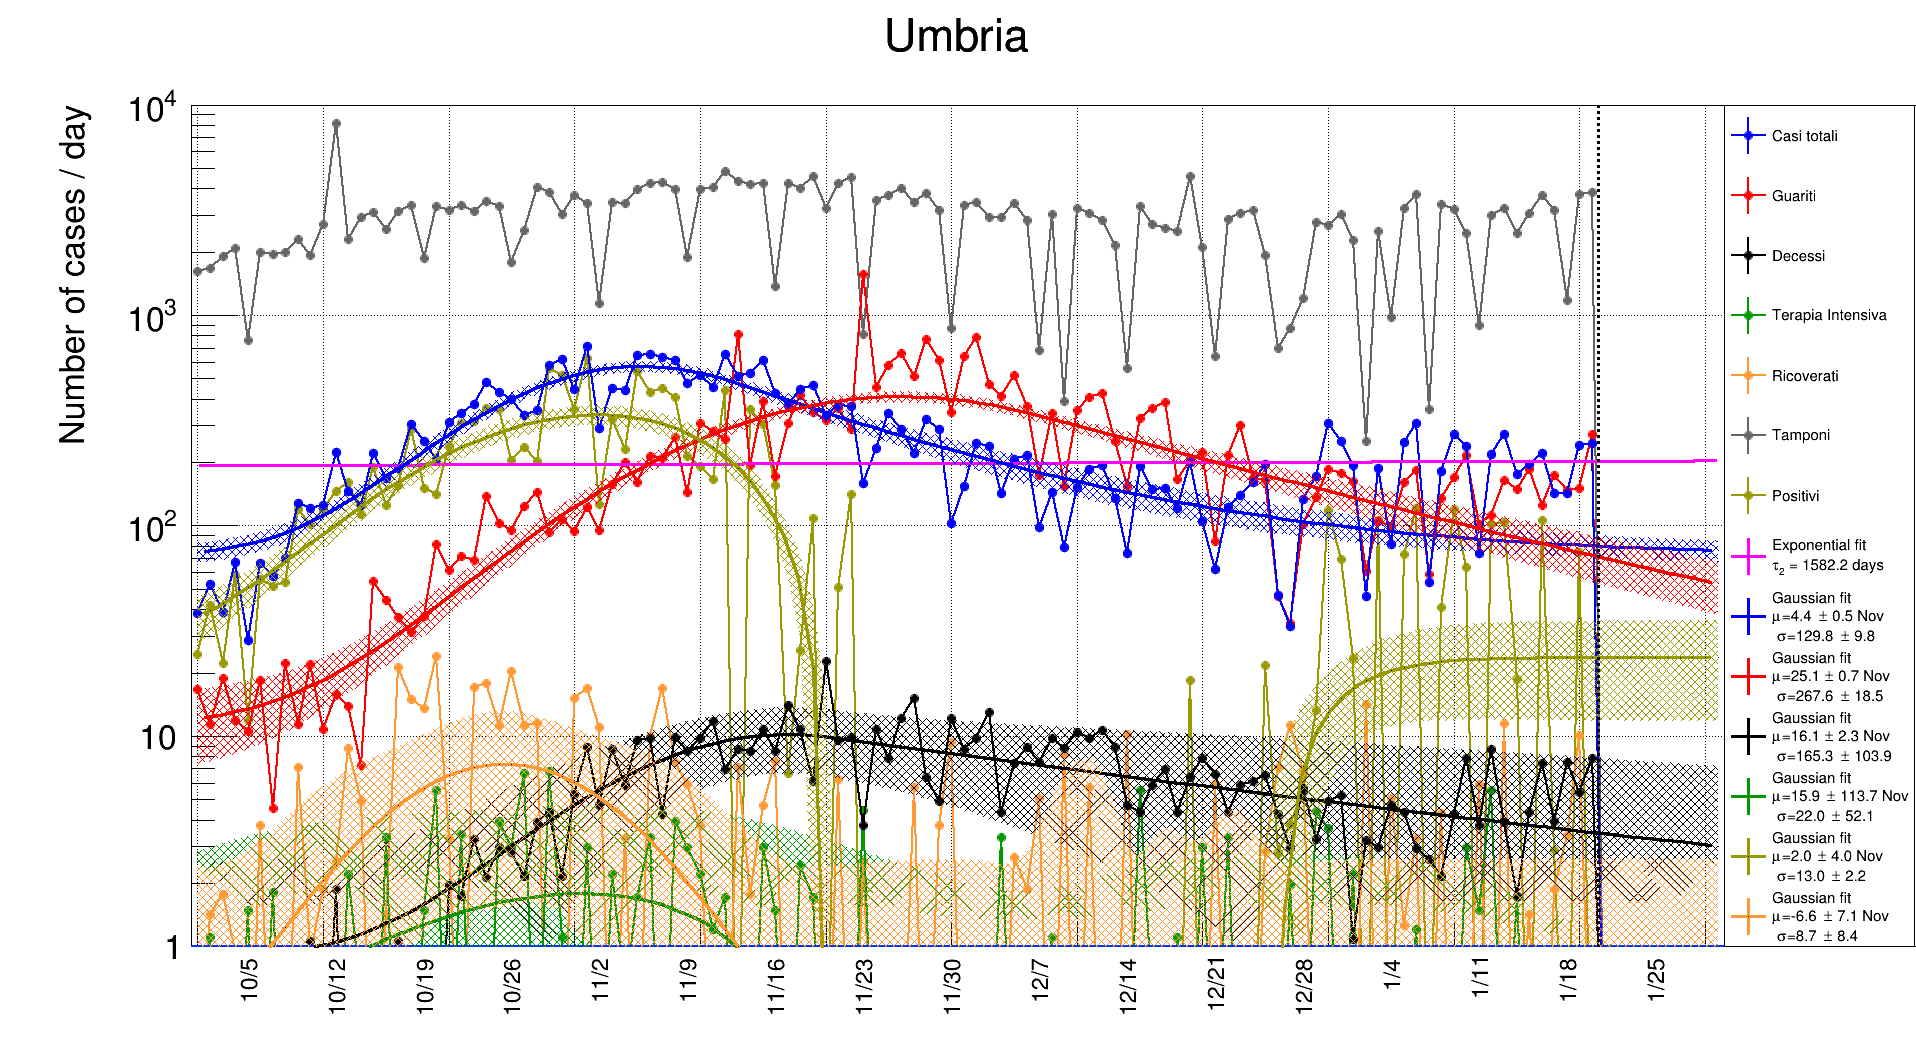 Umbria
Number of cases / day
10^4
10^3
10^2
10
1
10/5
10/12
10/19
10/26
11/2
11/9
11/16
11/23
11/30
12/7
12/14
12/21
12/28
1/4
1/11
1/18
1/25
Casi totali
Guariti
Decessi
Terapia Intensiva
Ricoverati
Tamponi
Positivi
Exponential fit
τ2 = 1582.2 days
Gaussian fit
μ=4.4 ± 0.5 Nov
σ=129.8 ± 9.8
Gaussian fit
μ=25.1 ± 0.7 Nov
σ=267.6 ± 18.5
Gaussian fit
μ=16.1 ± 2.3 Nov
σ=165.3 ± 103.9
Gaussian fit
μ=15.9 ± 113.7 Nov
σ=22.0 ± 52.1
Gaussian fit
μ=2.0 ± 4.0 Nov
σ=13.0 ± 2.2
Gaussian fit
μ=-6.6 ± 7.1 Nov
σ=8.7 ± 8.4